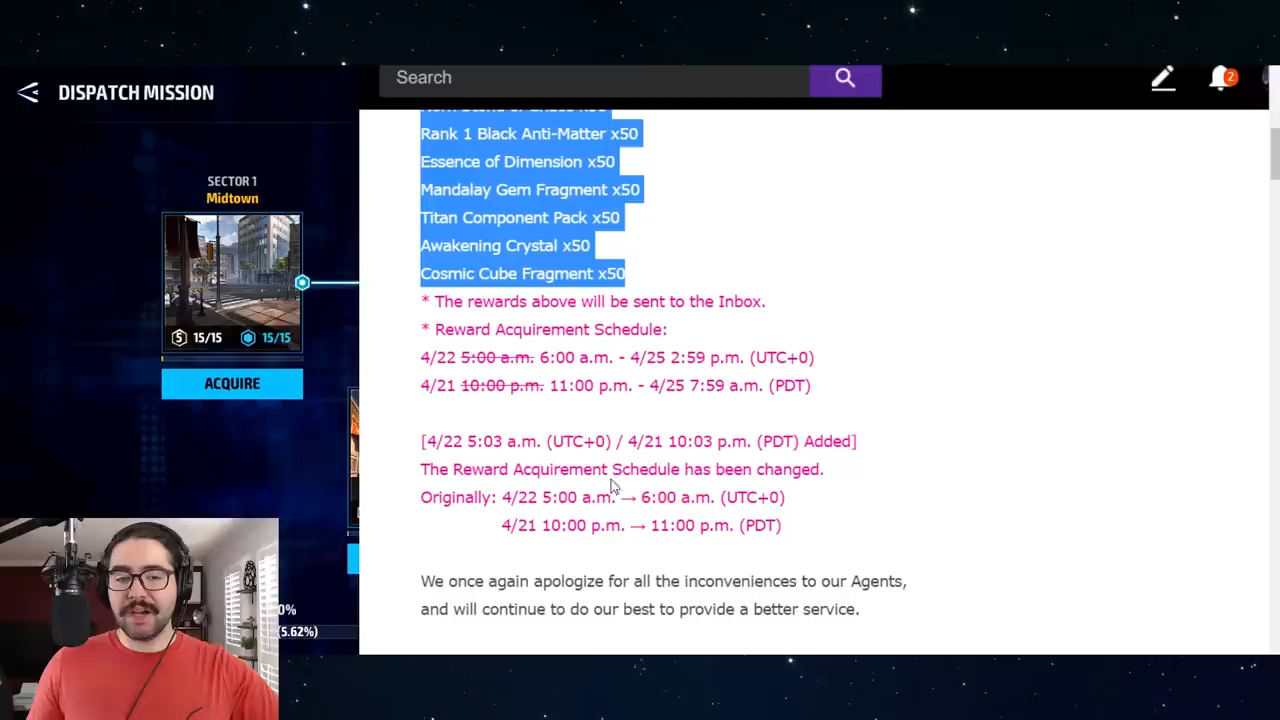 Search
2
DISPATCH MISSION
SECTOR 1
Midtown
S 15/15 15/15
ACQUIRE
0%
(5.62%)
Rank 1 Black Anti-Matter x50
Essence of Dimension x50
Mandalay Gem Fragment x50
Titan Component Pack x50
Awakening Crystal x50
Cosmic Cube Fragment x50
* The rewards above will be sent to the Inbox.
* Reward Acquirement Schedule:
4/22 5:00 a.m. 6:00 a.m. - 4/25 2:59 p.m. (UTC+0)
4/21 10:00 p.m. 11:00 p.m. - 4/25 7:59 a.m. (PDT)
[4/22 5:03 a.m. (UTC+0) / 4/21 10:03 p.m. (PDT) Added]
The Reward Acquirement Schedule has been changed.
Originally: 4/22 5:00 a.m. → 6:00 a.m. (UTC+0)
4/21 10:00 p.m. → 11:00 p.m. (PDT)
We once again apologize for all the inconveniences to our Agents,
and will continue to do our best to provide a better service.